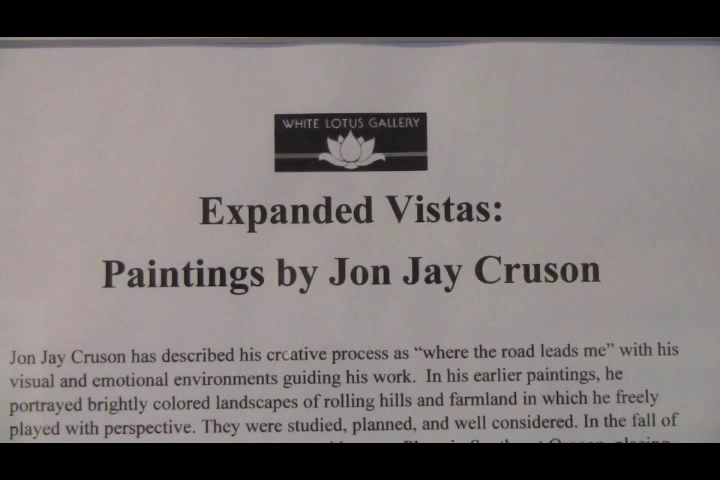 WHITE LOTUS GALLERY
Expanded Vistas:
Paintings by Jon Jay Cruson
Jon Jay Cruson has described his creative process as “where the road leads me” with his
visual and emotional environments guiding his work. In his earlier paintings, he
portrayed brightly colored landscapes of rolling hills and farmland in which he freely
played with perspective. They were studied, planned, and well considered. In the fall of